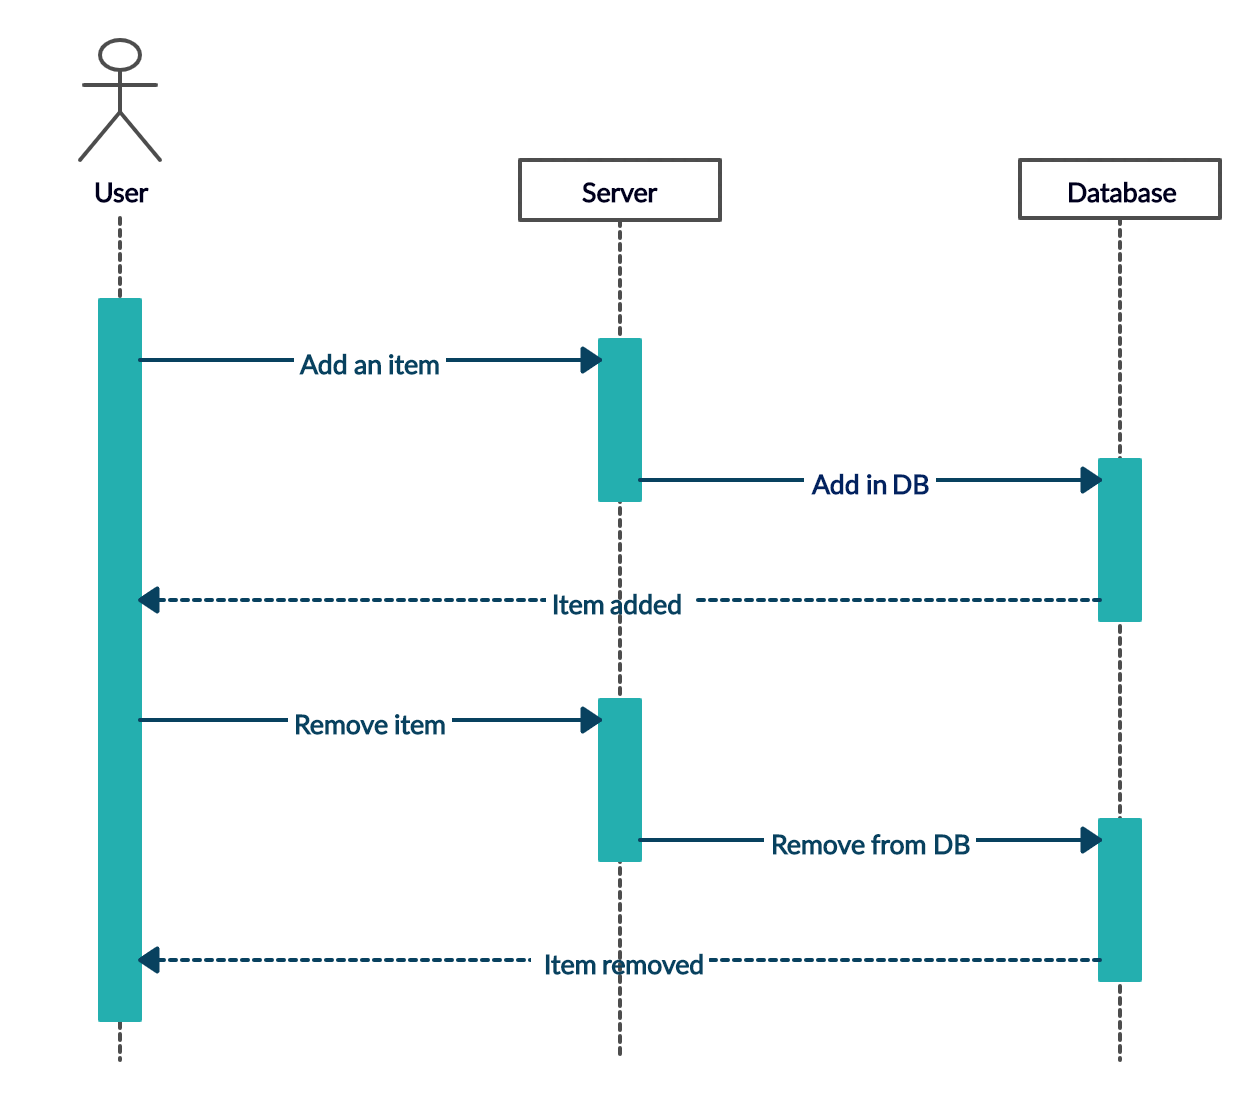 User
Server
Database
Add an item
Add in DB
Item added
Remove item
Remove from DB
Item removed